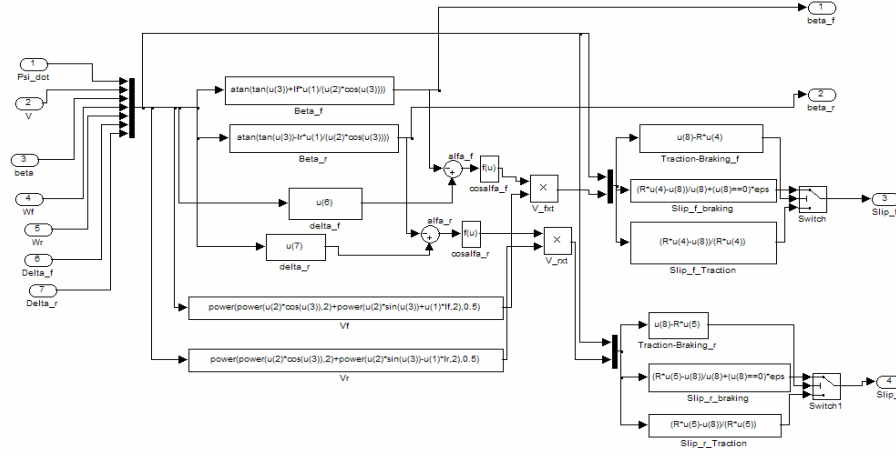 1
beta_f
1
Psi_dot
2
V
3
beta
4
Wf
5
Wr
6
Delta_f
7
Delta_r
atan(tan(u(3))+lf*u(1)/(u(2)*cos(u(3))))
Beta_f
2
beta_r
atan(tan(u(3))-lr*u(1)/(u(2)*cos(u(3))))
Beta_r
alfa_f
f(u)
cosalfa_f
u(6)
delta_f
alfa_r
f(u)
cosalfa_r
u(7)
delta_r
×
V_fxt
×
V_rxt
power(power(u(2)*cos(u(3)),2)+power(u(2)*sin(u(3))+u(1)*lf,2),0.5)
Vf
power(power(u(2)*cos(u(3)),2)+power(u(2)*sin(u(3))-u(1)*lr,2),0.5)
Vr
u(8)-R*u(4)
Traction-Braking_f
(R*u(4)-u(8))/u(8)+(u(8)==0)*eps
Slip_f_braking
(R*u(4)-u(8))/(R*u(4))
Slip_f_Traction
Switch
3
u(8)-R*u(5)
Traction-Braking_r
(R*u(5)-u(8))/u(8)+(u(8)==0)*eps
Slip_r_braking
(R*u(5)-u(8))/(R*u(5))
Slip_r_Traction
Switch1
4
Slip_